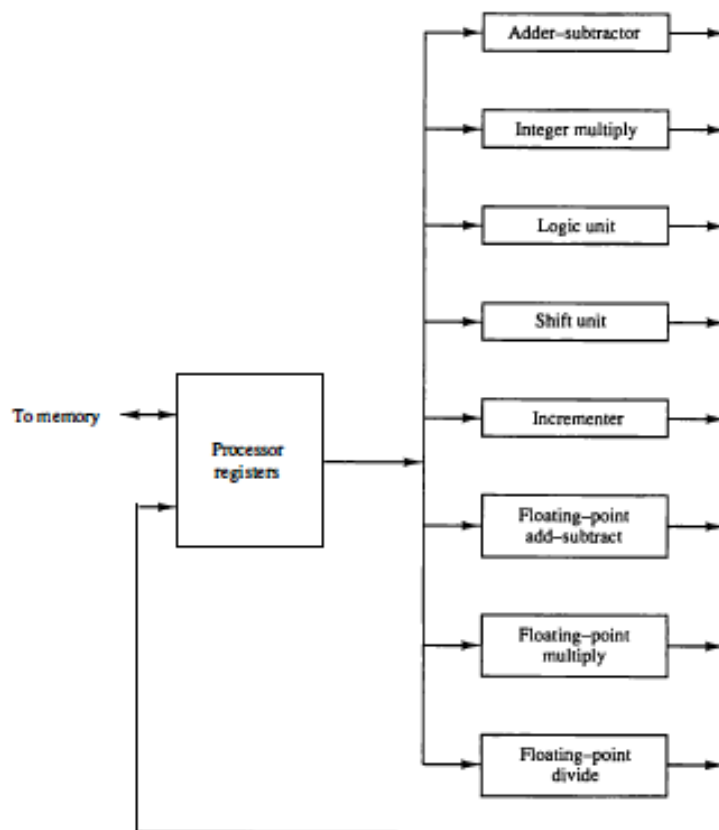 Adder–subtractor
Integer multiply
Logic unit
Shift unit
To memory
Incrementer
Processor
registers
Floating–point
add–subtract
Floating–point
multiply
Floating–point
divide